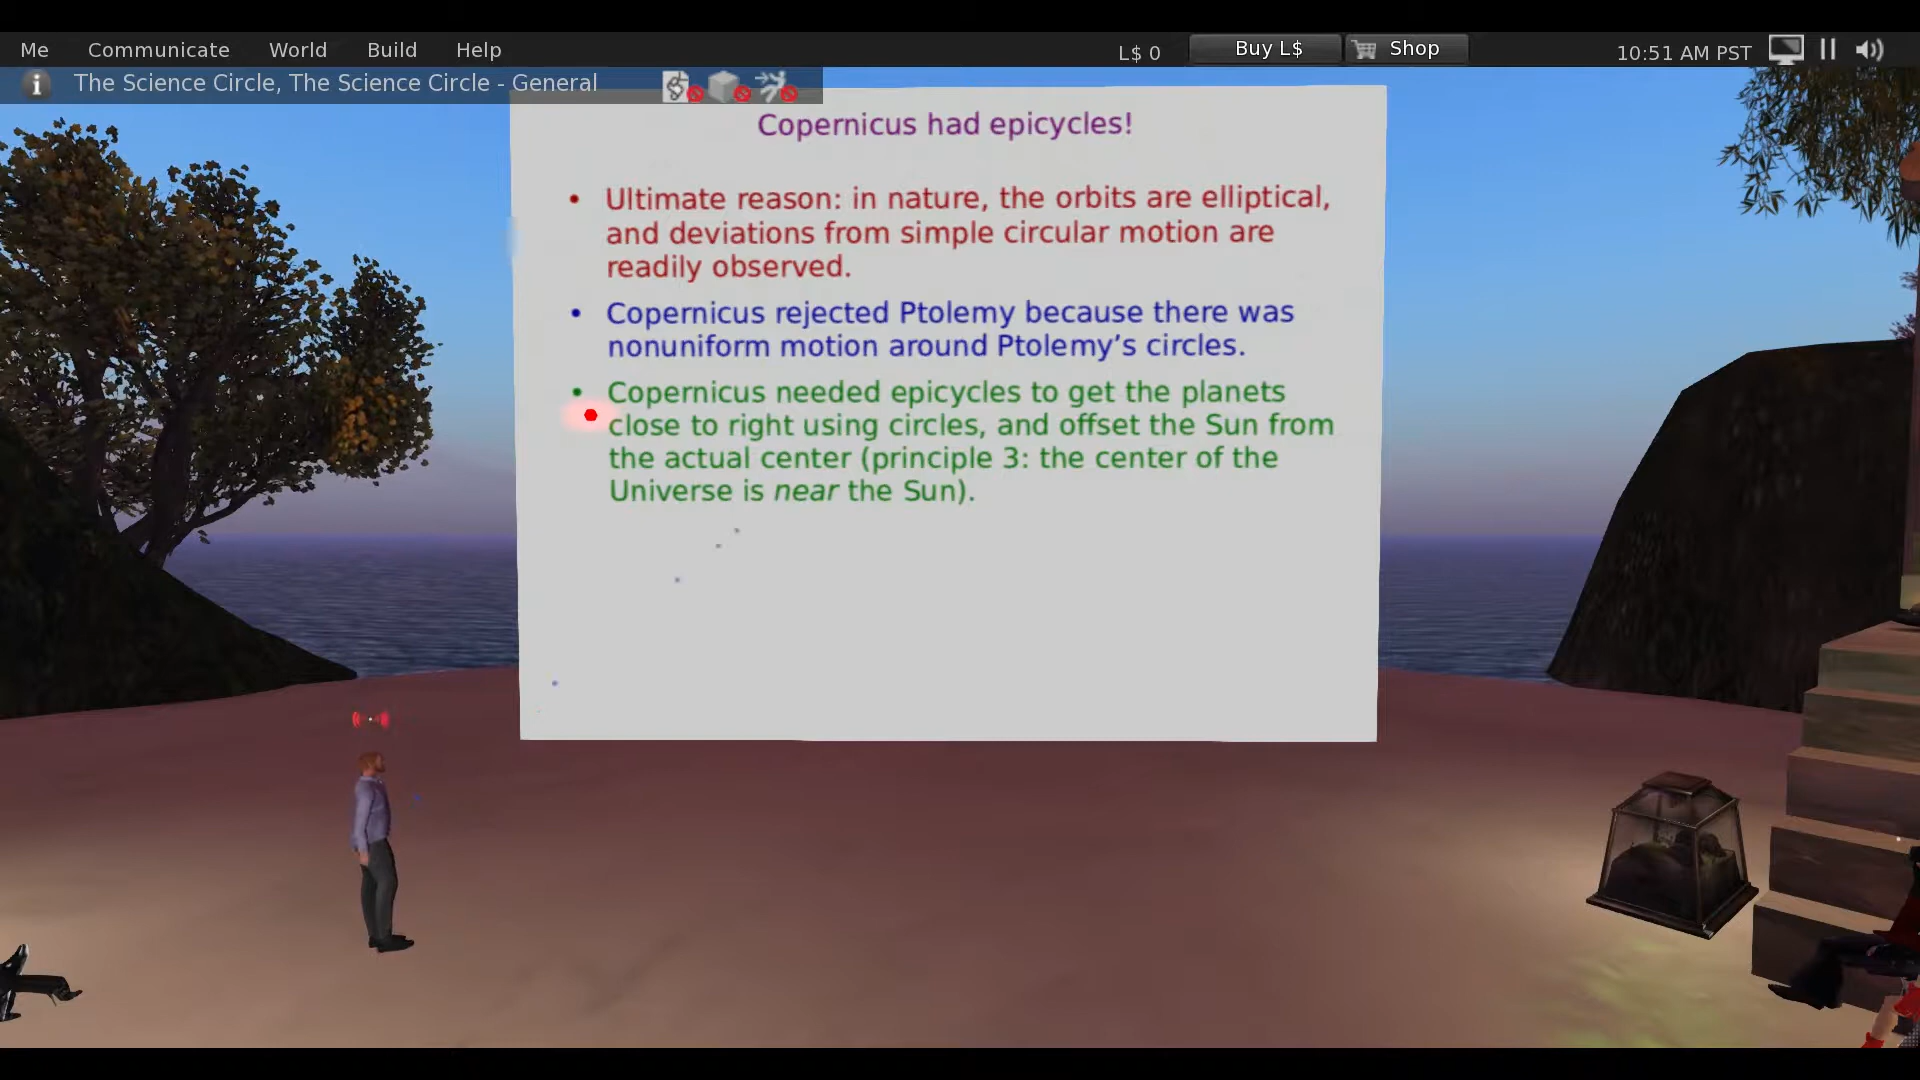 Me Communicate World Build Help L$ 0 Buy L$ Shop 10:51 AM PST
The Science Circle, The Science Circle - General
Copernicus had epicycles!
• Ultimate reason: in nature, the orbits are elliptical,
and deviations from simple circular motion are
readily observed.
• Copernicus rejected Ptolemy because there was
nonuniform motion around Ptolemy’s circles.
• Copernicus needed epicycles to get the planets
close to right using circles, and offset the Sun from
the actual center (principle 3: the center of the
Universe is near the Sun).